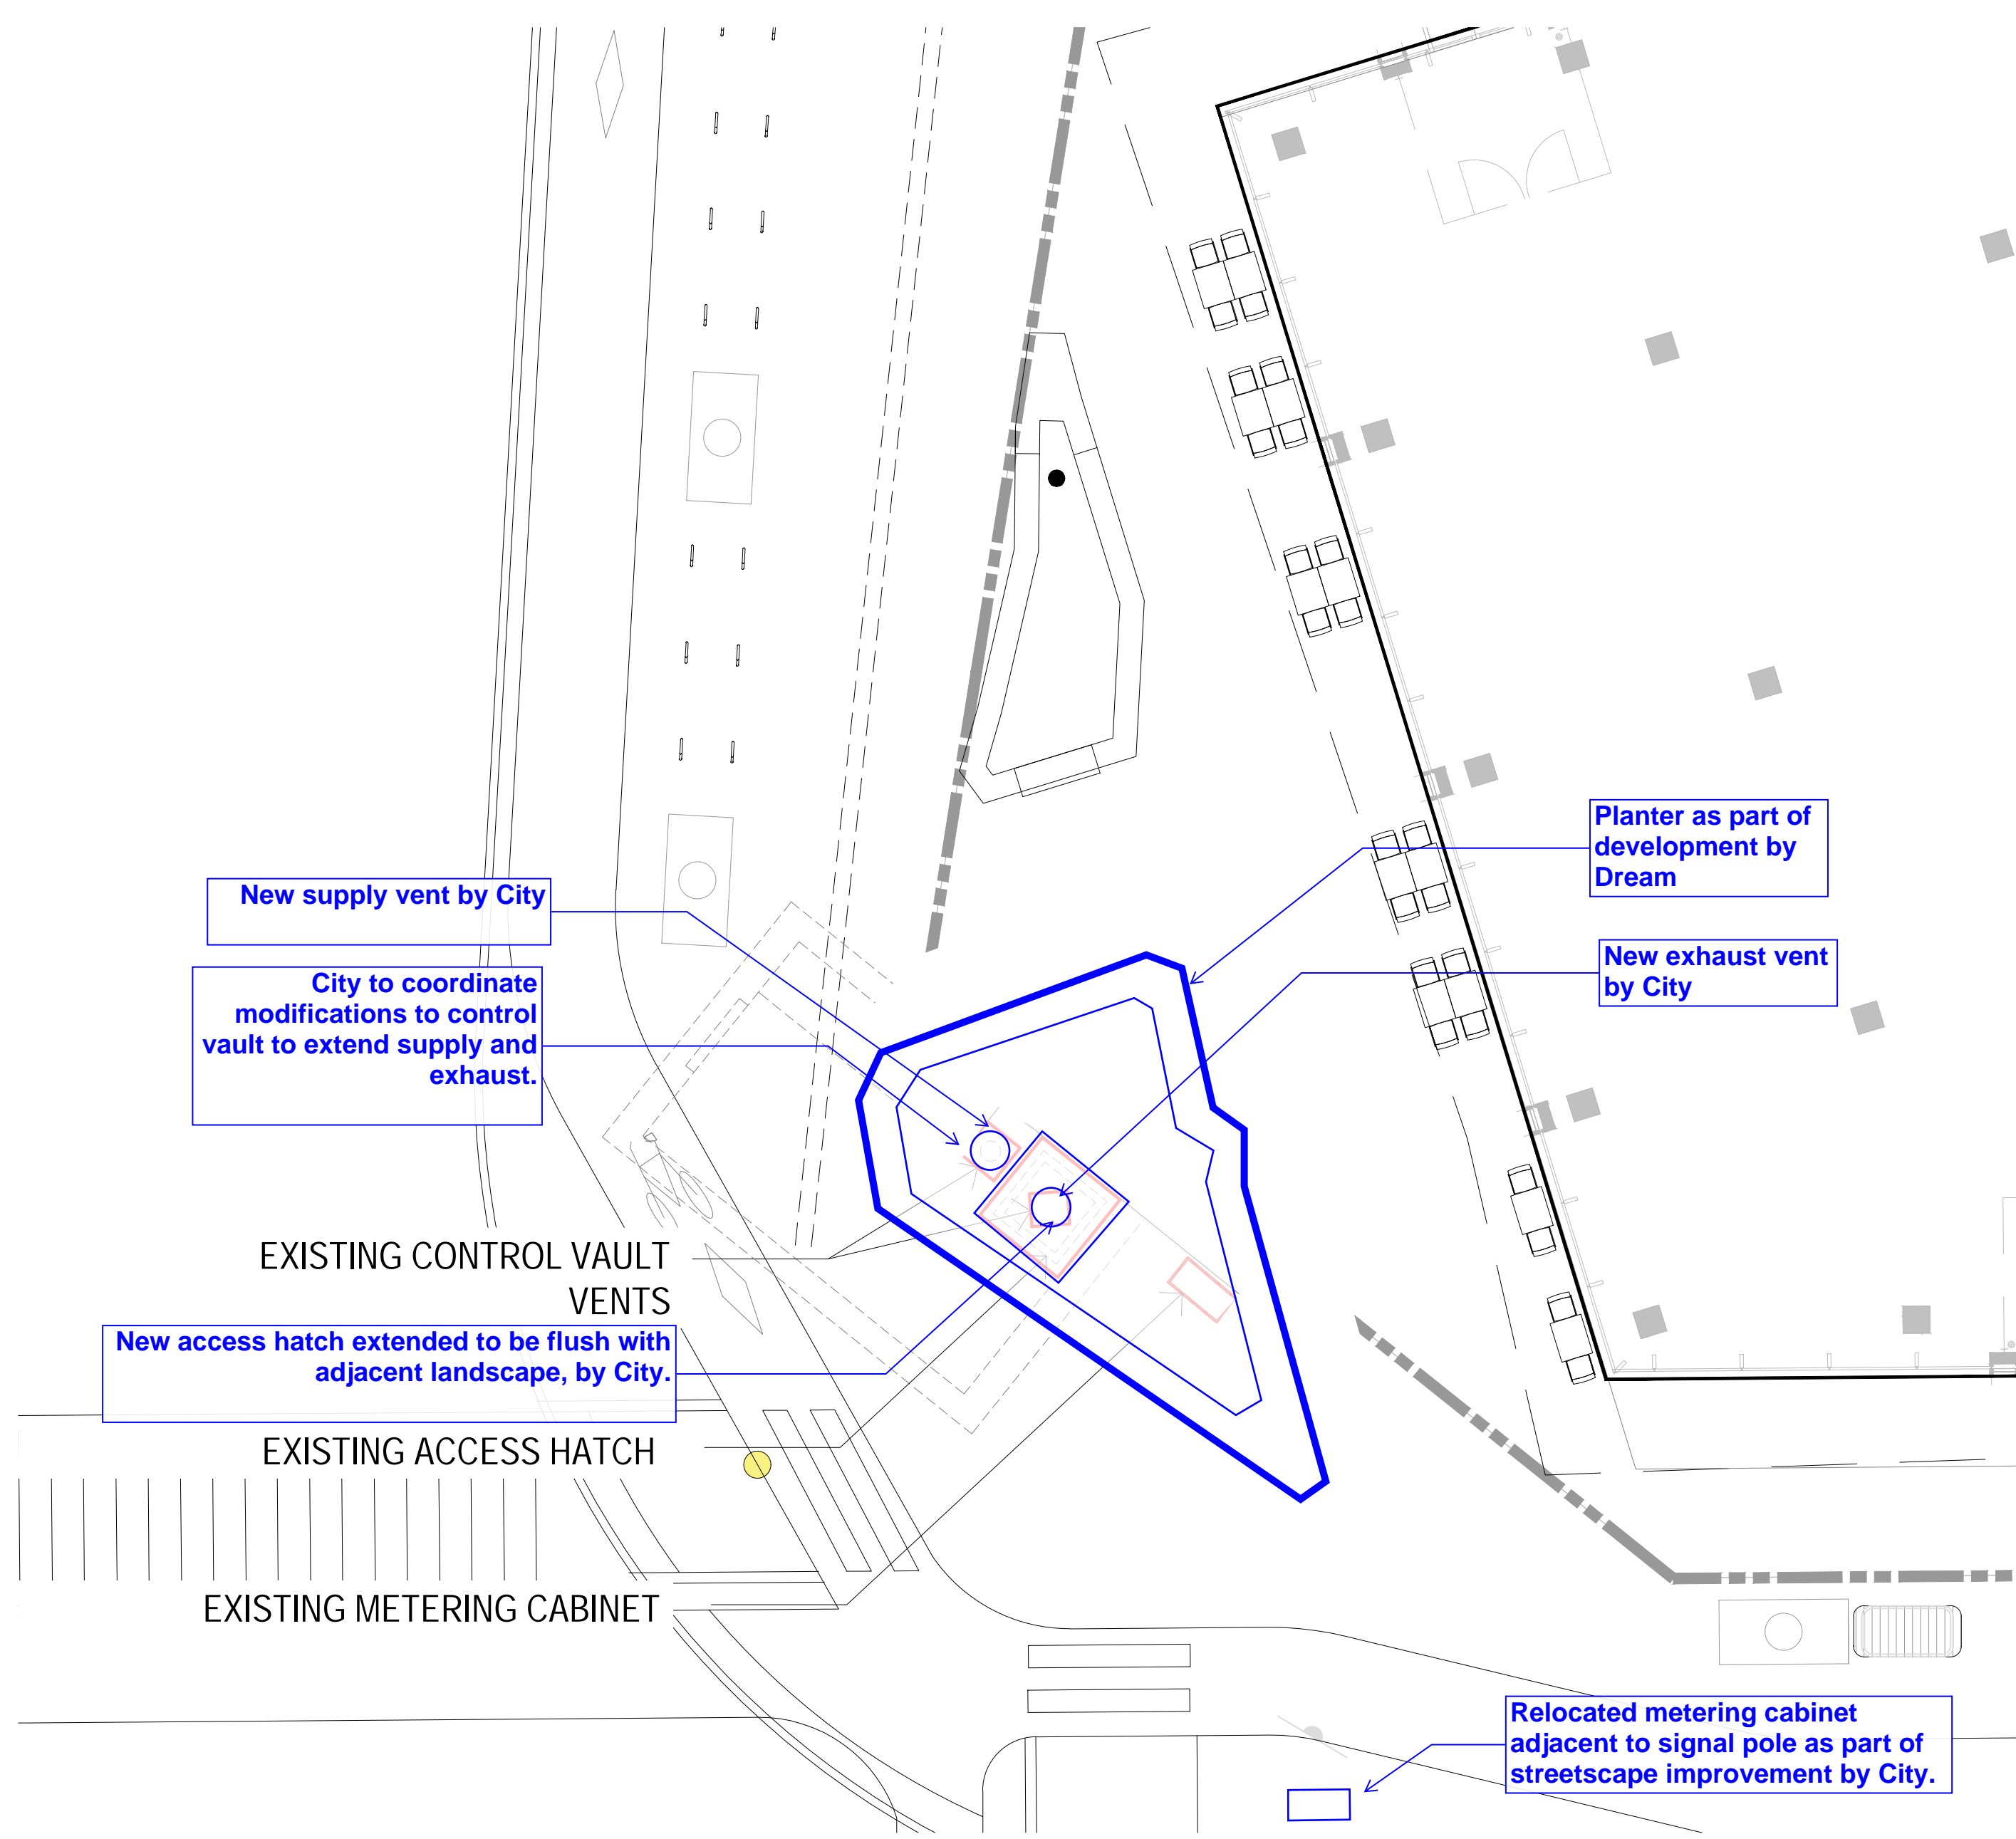 Planter as part of
development by
Dream
New supply vent by City
New exhaust vent
by City
City to coordinate
modifications to control
vault to extend supply and
exhaust.
EXISTING CONTROL VAULT
VENTS
New access hatch extended to be flush with
adjacent landscape, by City.
EXISTING ACCESS HATCH
EXISTING METERING CABINET
Relocated metering cabinet
adjacent to signal pole as part of
streetscape improvement by City.